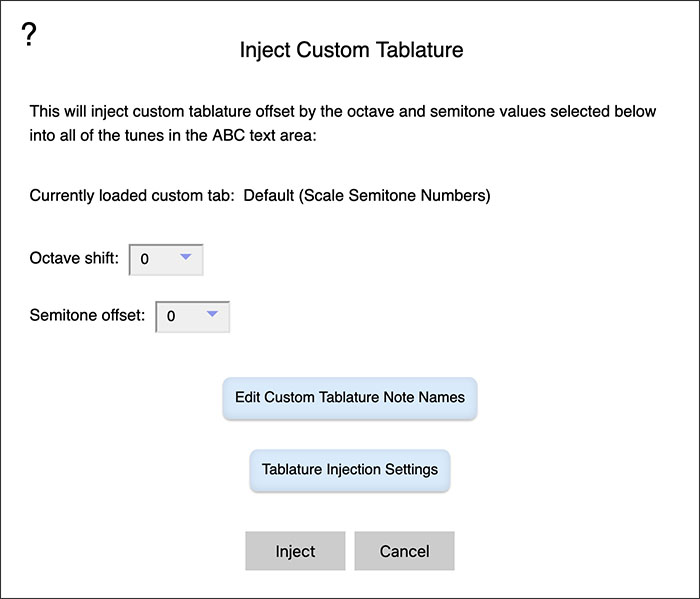 ?
Inject Custom Tablature
This will inject custom tablature offset by the octave and semitone values selected below
into all of the tunes in the ABC text area:
Currently loaded custom tab:  Default (Scale Semitone Numbers)
Octave shift: 0
Semitone offset: 0
Edit Custom Tablature Note Names
Tablature Injection Settings
Inject Cancel